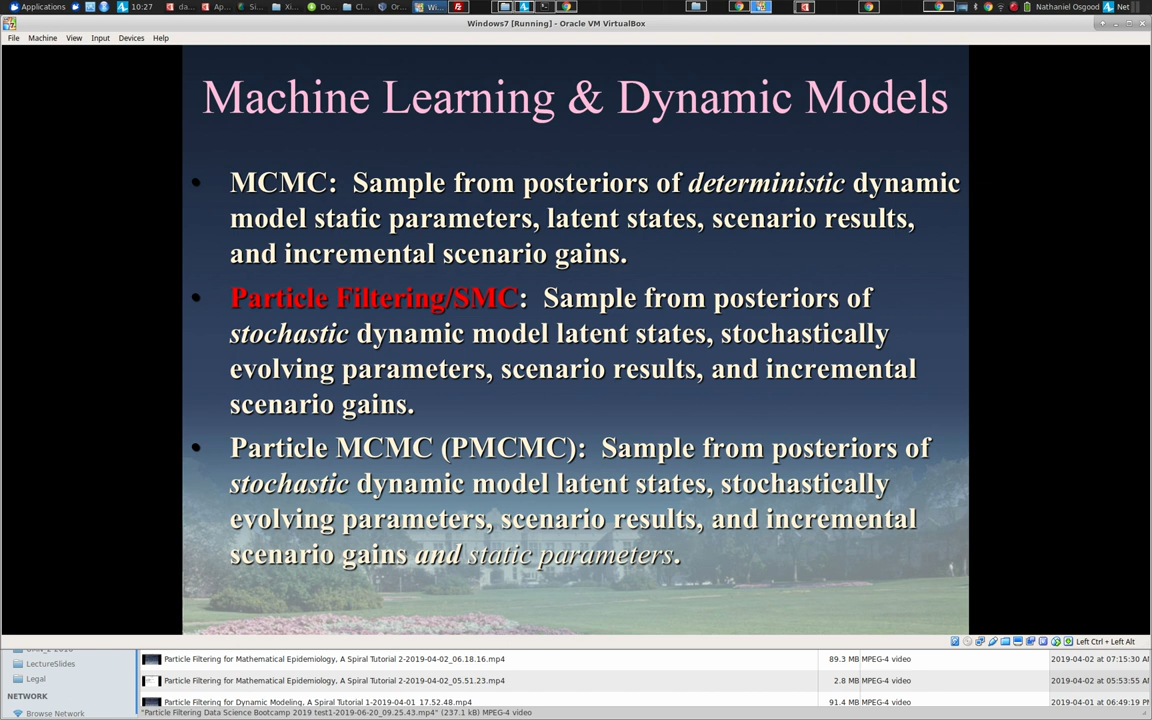 Applications
10:27
da...
Ap...
Si...
Xi...
Do...
Cl...
Or...
Wi...
Nathaniel Osgood
Net
Windows7 [Running] - Oracle VM VirtualBox
File Machine View Input Devices Help
Machine Learning & Dynamic Models
• MCMC: Sample from posteriors of deterministic dynamic
model static parameters, latent states, scenario results,
and incremental scenario gains.
• Particle Filtering/SMC: Sample from posteriors of
stochastic dynamic model latent states, stochastically
evolving parameters, scenario results, and incremental
scenario gains.
• Particle MCMC (PMCMC): Sample from posteriors of
stochastic dynamic model latent states, stochastically
evolving parameters, scenario results, and incremental
scenario gains and static parameters.
Left Ctrl + Left Alt
LectureSlides
Legal
NETWORK
Browse Network
Particle Filtering for Mathematical Epidemiology, A Spiral Tutorial 2-2019-04-02_06.18.16.mp4 89.3 MB MPEG-4 video 2019-04-02 at 07:15:30 A
Particle Filtering for Mathematical Epidemiology, A Spiral Tutorial 2-2019-04-02_05.51.23.mp4 2.8 MB MPEG-4 video 2019-04-02 at 05:53:55 A
Particle Filtering for Dynamic Modeling, A Spiral Tutorial 1-2019-04-01_17.52.48.mp4 91.4 MB MPEG-4 video 2019-04-01 at 06:49:19 P
"Particle Filtering Data Science Bootcamp 2019 test1-2019-06-20_09.25.43.mp4" (237.1 kB) MPEG-4 video